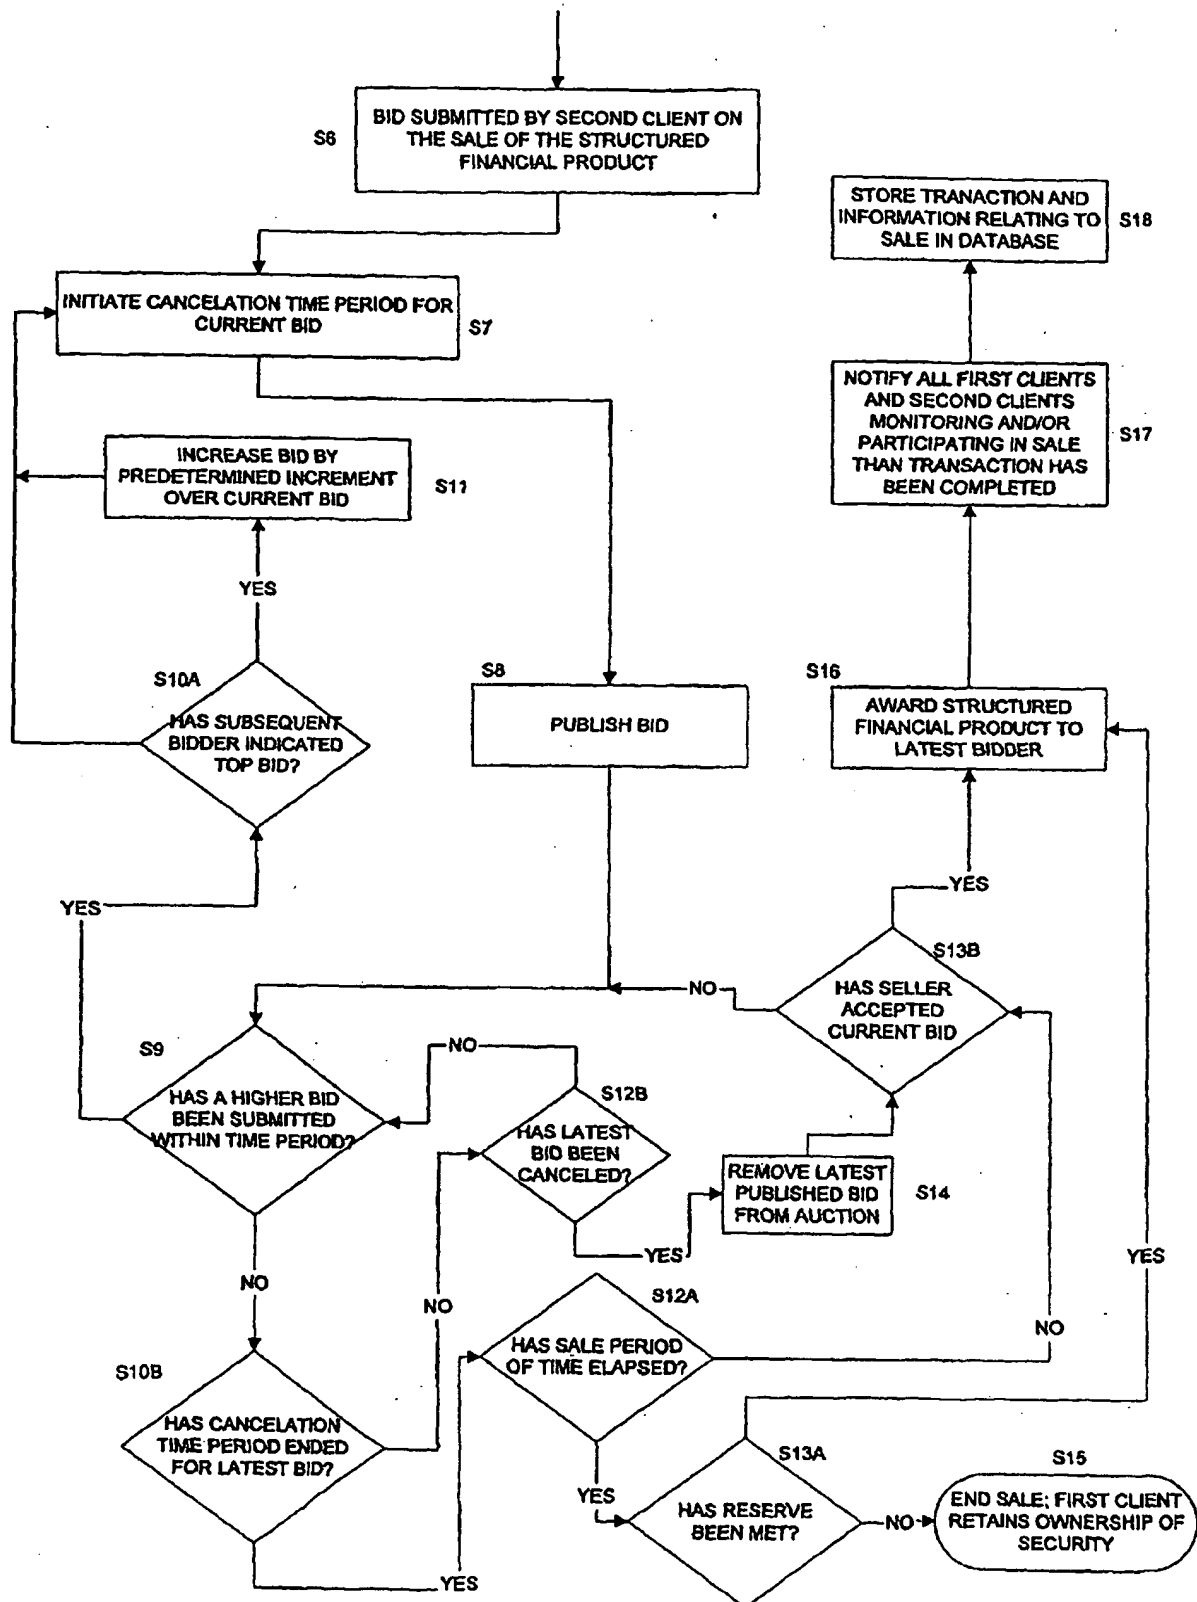 S6
BID SUBMITTED BY SECOND CLIENT ON
THE SALE OF THE STRUCTURED
FINANCIAL PRODUCT
STORE TRANACTION AND
INFORMATION RELATING TO
SALE IN DATABASE
S18
INITIATE CANCELATION TIME PERIOD FOR
CURRENT BID
S7
NOTIFY ALL FIRST CLIENTS
AND SECOND CLIENTS
MONITORING AND/OR
PARTICIPATING IN SALE
THAN TRANSACTION HAS
BEEN COMPLETED
S17
INCREASE BID BY
PREDETERMINED INCREMENT
OVER CURRENT BID
S11
YES
S10A
HAS SUBSEQUENT
BIDDER INDICATED
TOP BID?
S8
PUBLISH BID
S16
AWARD STRUCTURED
FINANCIAL PRODUCT TO
LATEST BIDDER
YES
YES
S13B
HAS SELLER
ACCEPTED
CURRENT BID
NO
S9
HAS A HIGHER BID
BEEN SUBMITTED
WITHIN TIME PERIOD?
NO
S12B
HAS LATEST
BID BEEN
CANCELED?
REMOVE LATEST
PUBLISHED BID
FROM AUCTION
S14
YES
YES
NO
NO
S12A
HAS SALE PERIOD
OF TIME ELAPSED?
NO
S10B
HAS CANCELATION
TIME PERIOD ENDED
FOR LATEST BID?
YES
YES
S13A
HAS RESERVE
BEEN MET?
NO
S15
END SALE; FIRST CLIENT
RETAINS OWNERSHIP OF
SECURITY